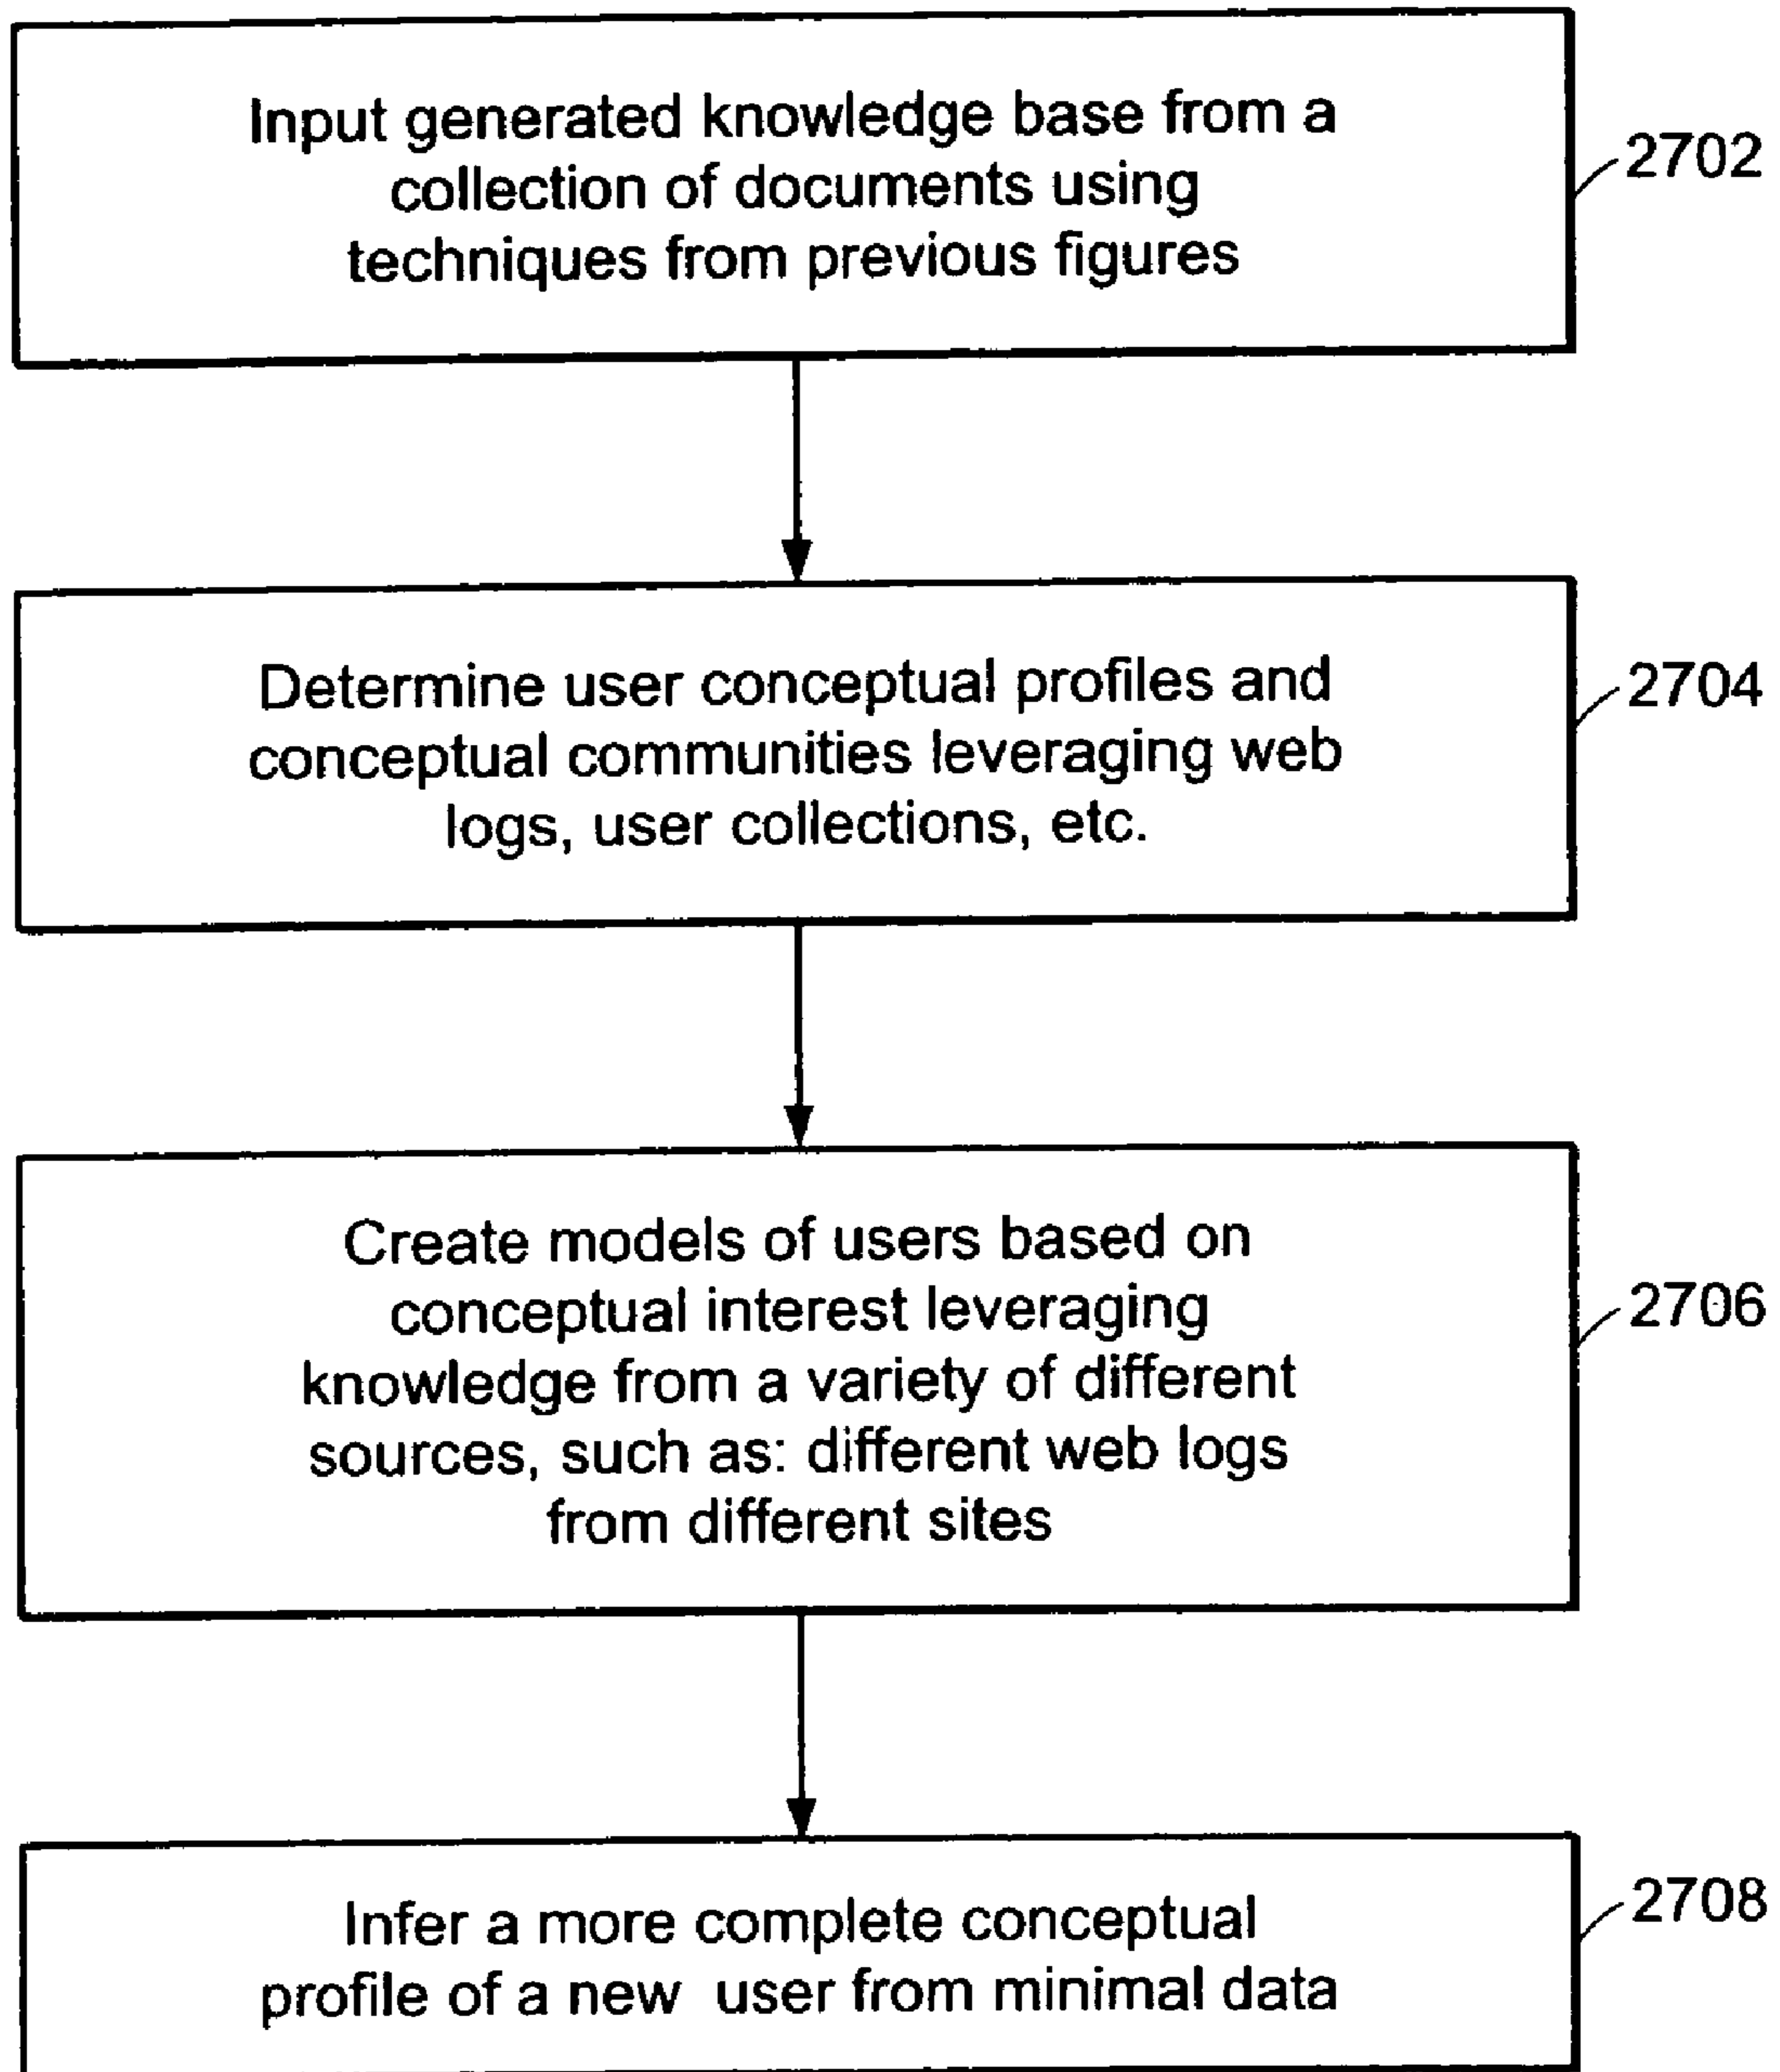 Input generated knowledge base from a
collection of documents using
techniques from previous figures
2702
Determine user conceptual profiles and
conceptual communities leveraging web
logs, user collections, etc.
2704
Create models of users based on
conceptual interest leveraging
knowledge from a variety of different
sources, such as: different web logs
from different sites
2706
Infer a more complete conceptual
profile of a new user from minimal data
2708